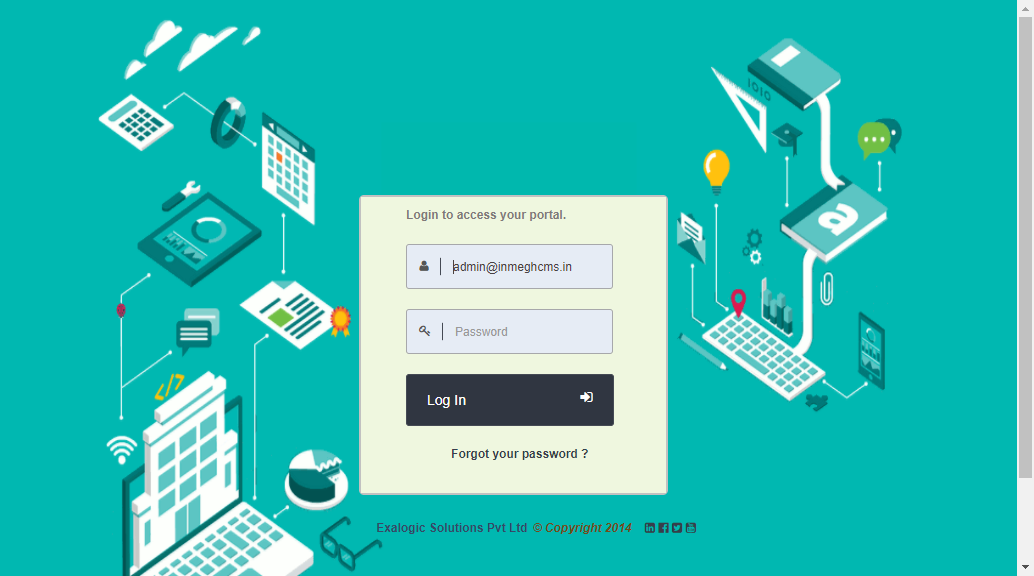 IOIO
a
Login to access your portal.
admin@inmeghcms.in
Password
Log In
Forgot your password ?
</>
Exalogic Solutions Pvt Ltd © Copyright 2014